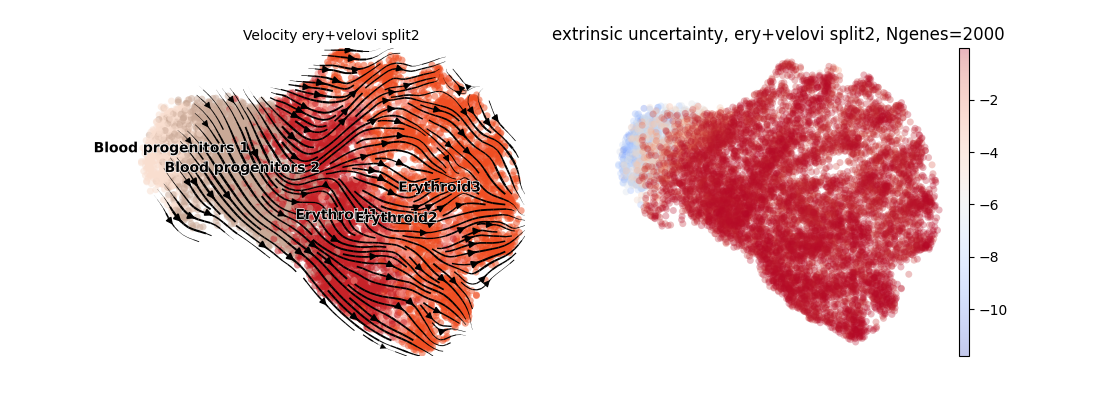 Velocity ery+velovi split2
Blood progenitors 1
Blood progenitors 2
Erythroid3
Erythroid1
Erythroid2
extrinsic uncertainty, ery+velovi split2, Ngenes=2000
−2
−4
−6
−8
−10